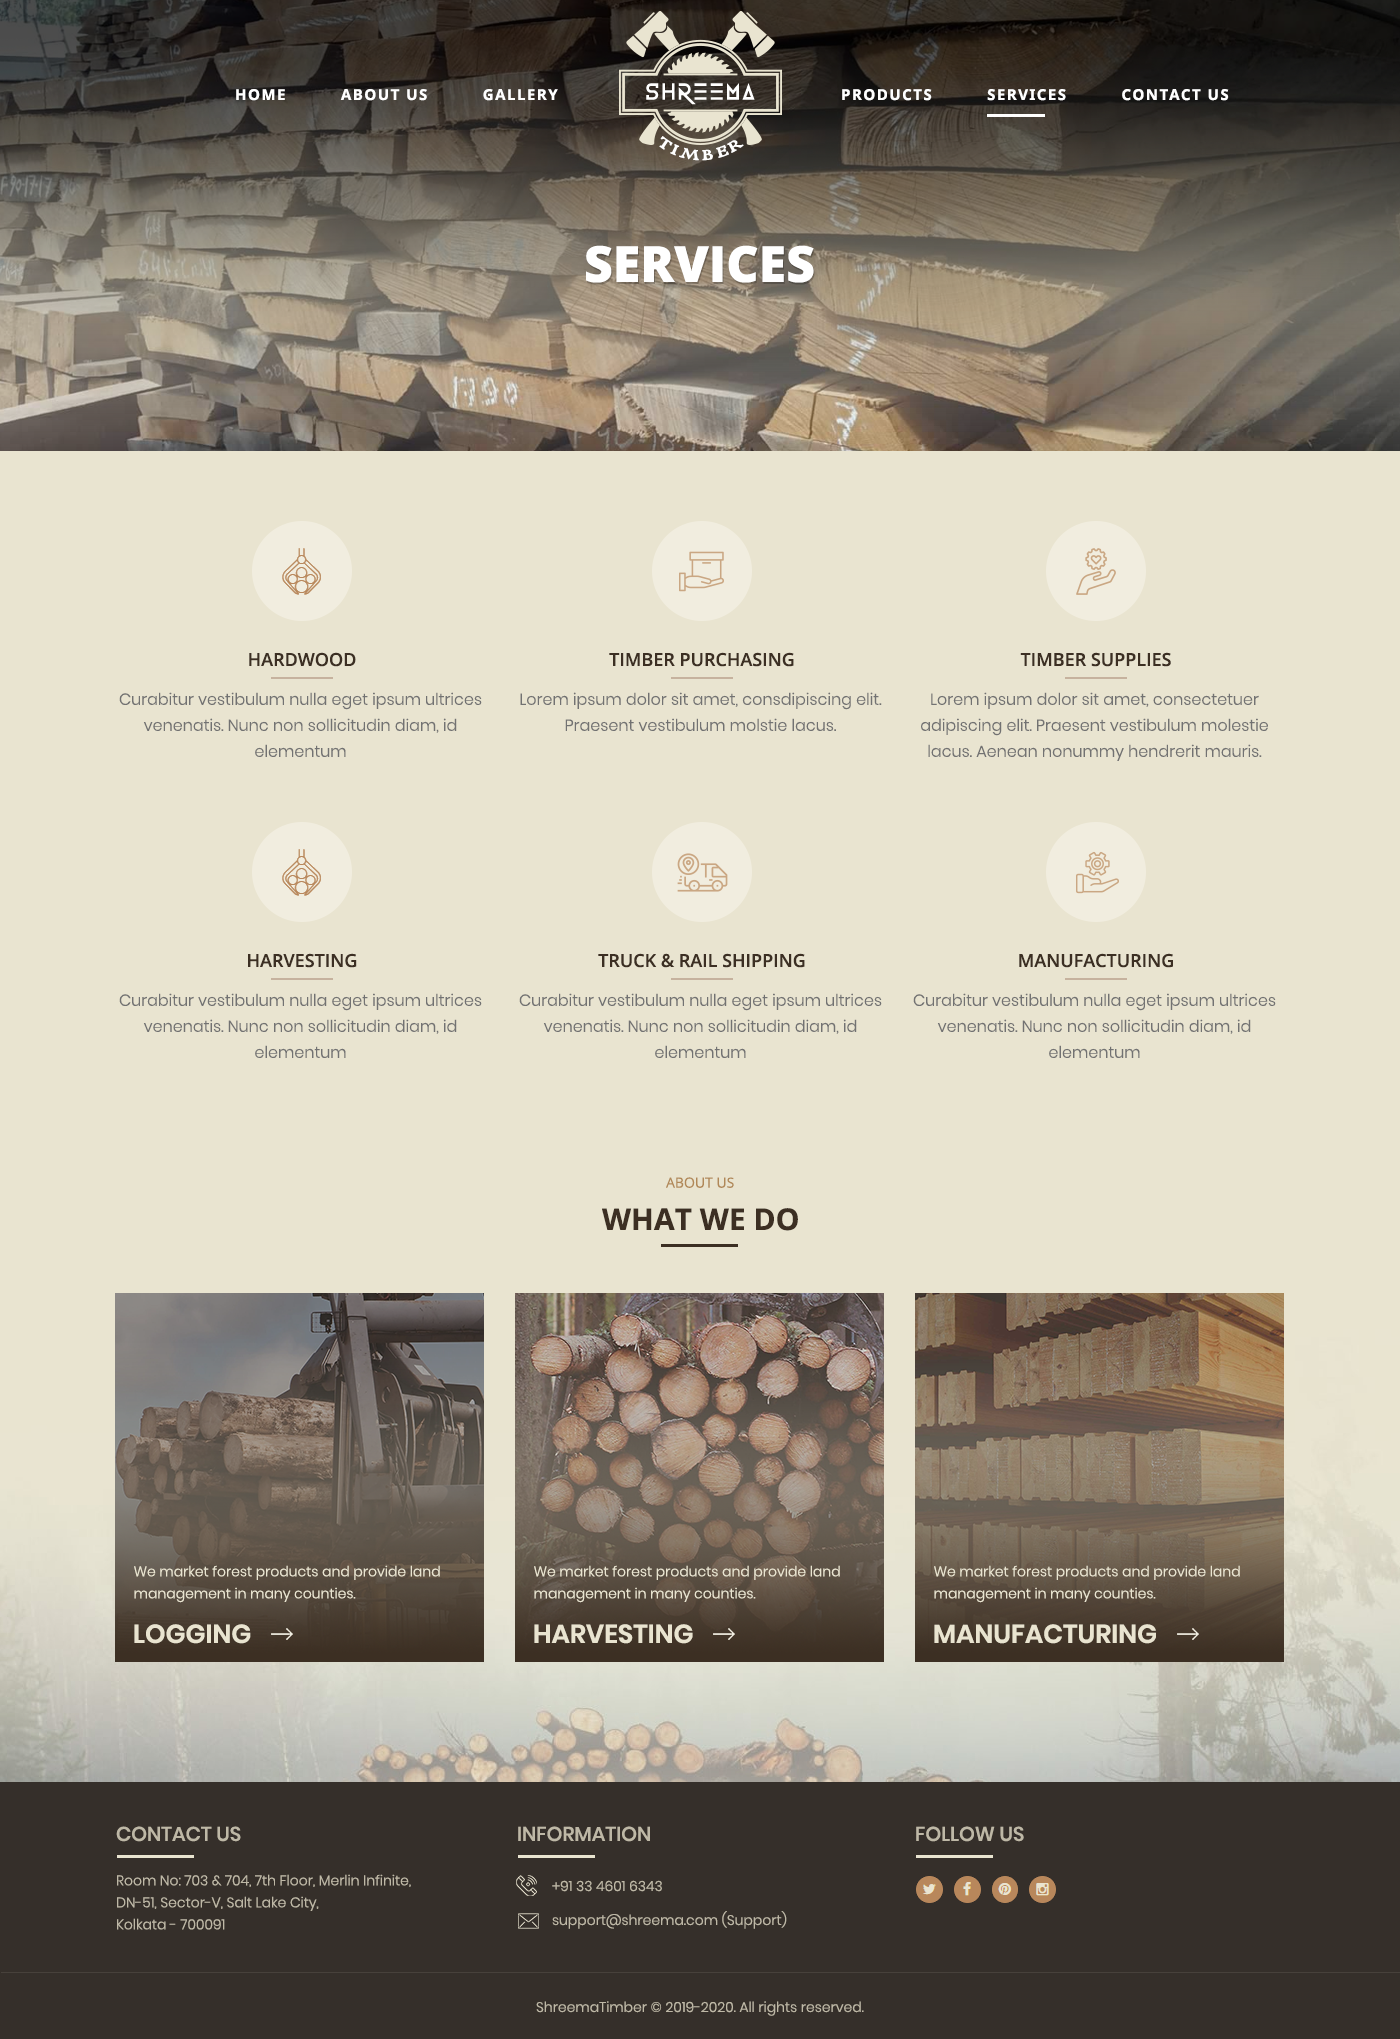 HOME ABOUT US GALLERY SHREEMA PRODUCTS SERVICES CONTACT US
TIMBER
SERVICES
1790
HARDWOOD
Curabitur vestibulum nulla eget ipsum ultrices
venenatis. Nunc non sollicitudin diam, id
elementum
TIMBER PURCHASING
Lorem ipsum dolor sit amet, consdipiscing elit.
Praesent vestibulum molstie lacus.
TIMBER SUPPLIES
Lorem ipsum dolor sit amet, consectetuer
adipiscing elit. Praesent vestibulum molestie
lacus. Aenean nonummy hendrerit mauris.
HARVESTING
Curabitur vestibulum nulla eget ipsum ultrices
venenatis. Nunc non sollicitudin diam, id
elementum
TRUCK & RAIL SHIPPING
Curabitur vestibulum nulla eget ipsum ultrices
venenatis. Nunc non sollicitudin diam, id
elementum
MANUFACTURING
Curabitur vestibulum nulla eget ipsum ultrices
venenatis. Nunc non sollicitudin diam, id
elementum
ABOUT US
WHAT WE DO
We market forest products and provide land
management in many counties.
LOGGING
We market forest products and provide land
management in many counties.
HARVESTING
We market forest products and provide land
management in many counties.
MANUFACTURING
CONTACT US
Room No: 703 & 704, 7th Floor, Merlin Infinite,
DN-51, Sector-V, Salt Lake City,
Kolkata - 700091
INFORMATION
+91 33 4601 6343
support@shreema.com (Support)
FOLLOW US
ShreemaTimber © 2019-2020. All rights reserved.